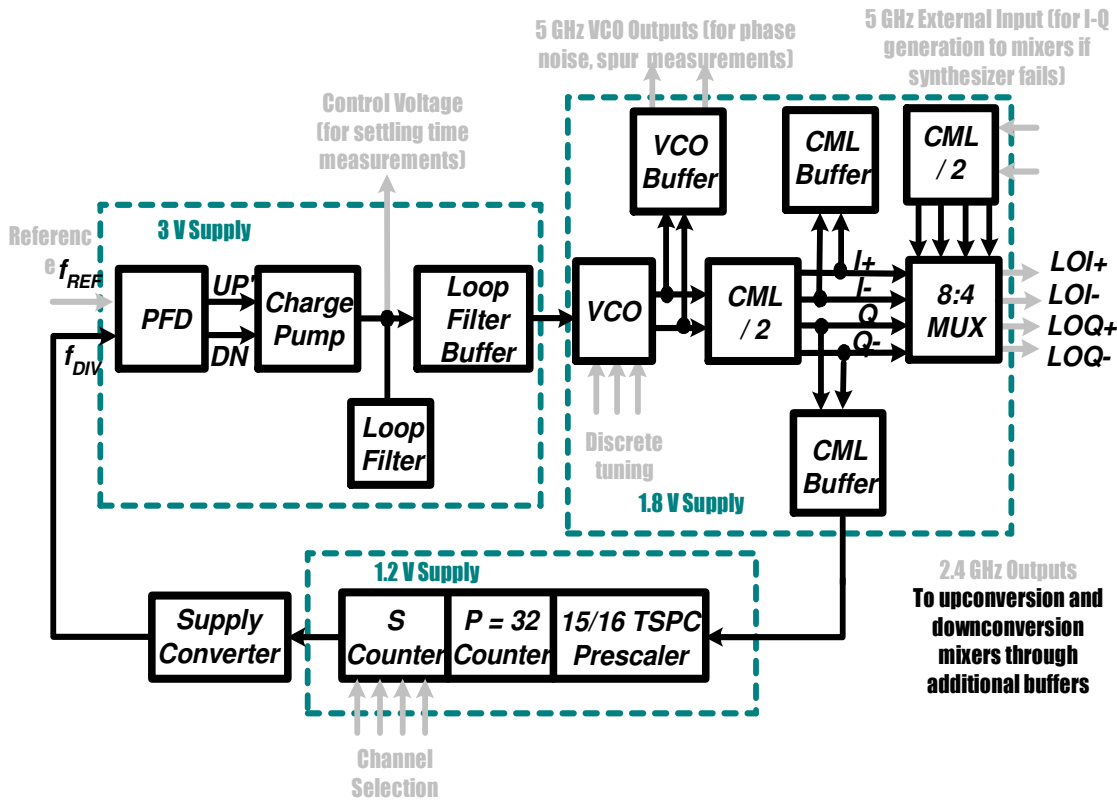 5 GHz VCO Outputs (for phase
noise, spur measurements)
5 GHz External Input (for I-Q
generation to mixers if
synthesizer fails)
Control Voltage
(for settling time
measurements)
VCO
Buffer
CML
Buffer
CML
/ 2
3 V Supply
Referenc
e
fREF
fDIV
PFD
UP'
DN
Charge
Pump
Loop
Filter
Buffer
Loop
Filter
VCO
CML
/ 2
I+
I-
Q
Q-
8:4
MUX
LOI+
LOI-
LOQ+
LOQ-
Discrete
tuning
CML
Buffer
1.8 V Supply
1.2 V Supply
Supply
Converter
S
Counter
P = 32
Counter
15/16 TSPC
Prescaler
Channel
Selection
2.4 GHz Outputs
To upconversion and
downconversion
mixers through
additional buffers